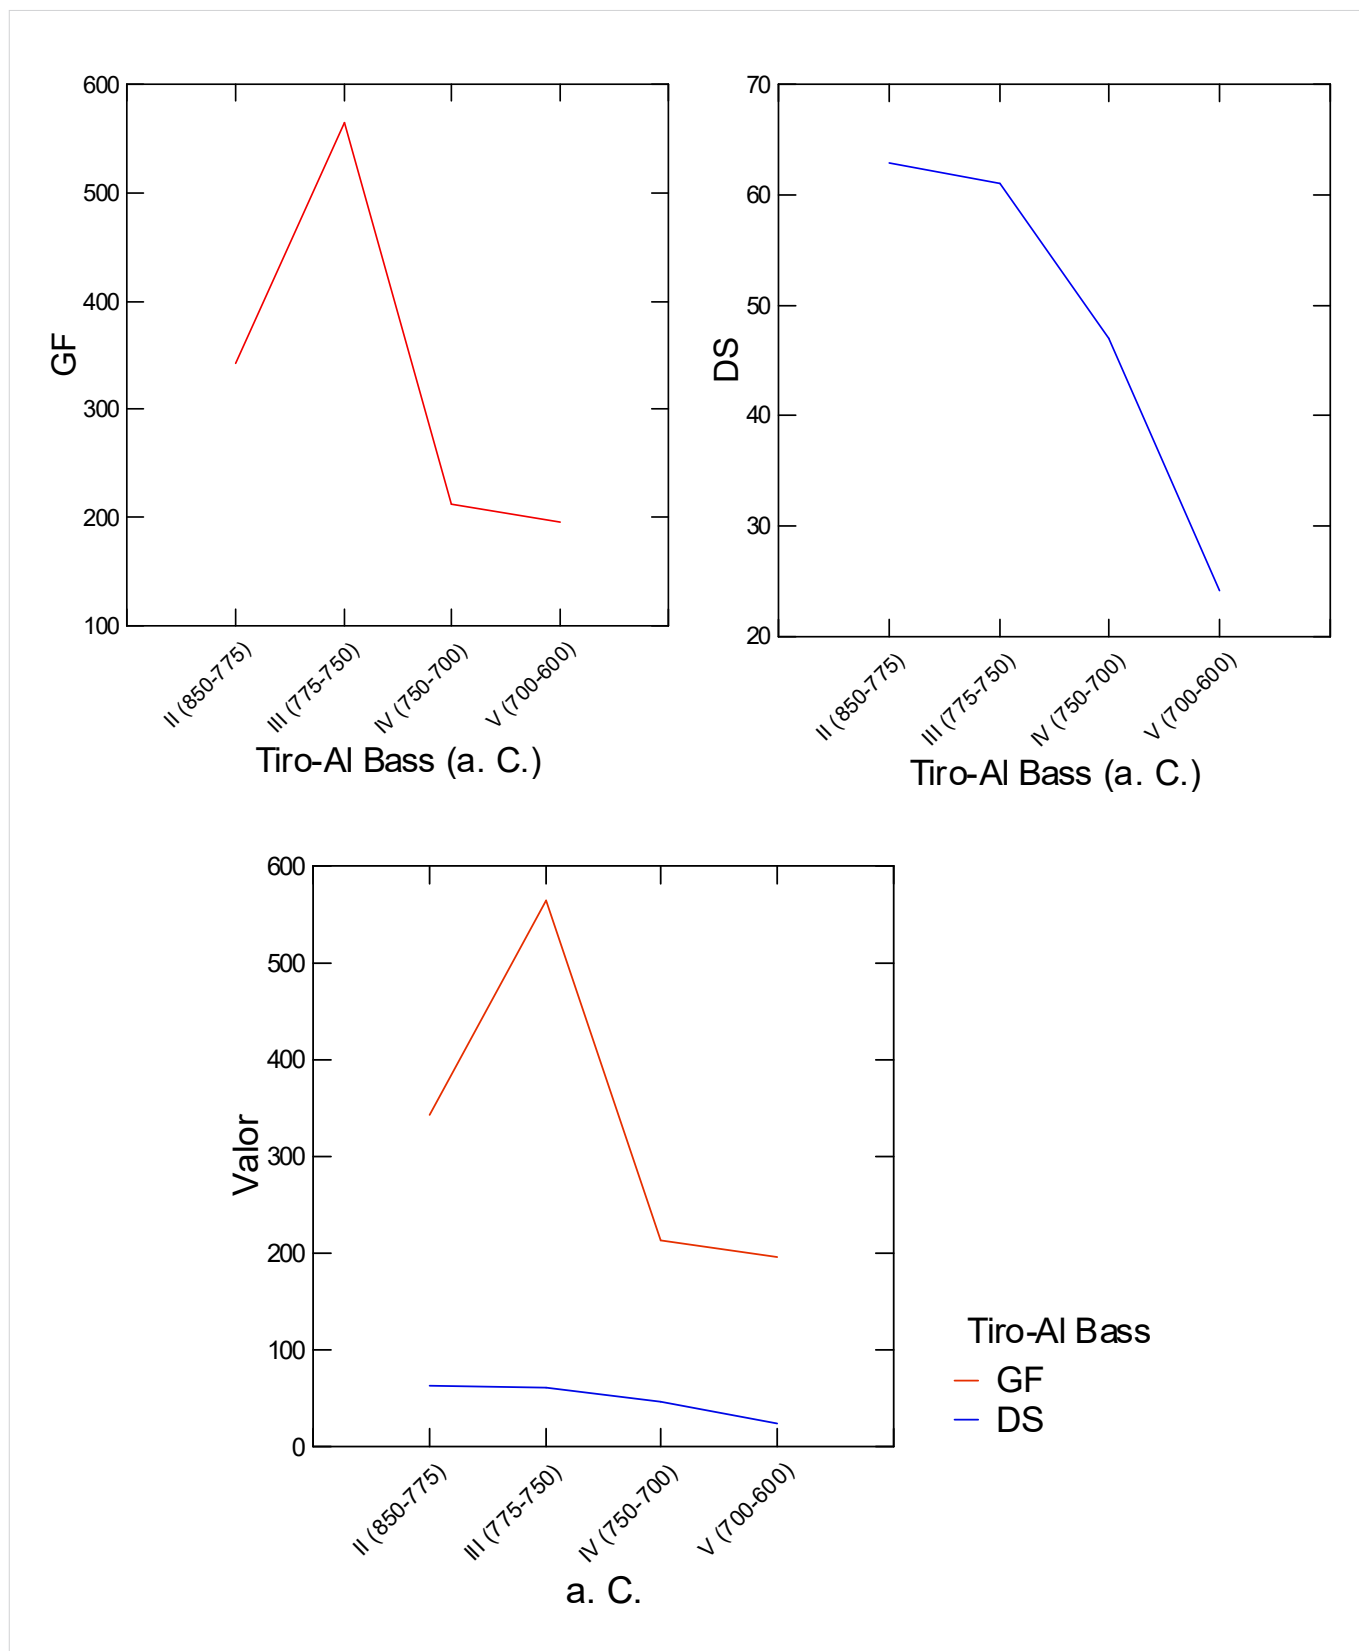 600
500
400
300
200
100
GF
II (850-775)
III (775-750)
IV (750-700)
V (700-600)
Tiro-Al Bass (a. C.)
70
60
50
40
30
20
DS
II (850-775)
III (775-750)
IV (750-700)
V (700-600)
Tiro-Al Bass (a. C.)
600
500
400
300
200
100
0
Valor
II (850-775)
III (775-750)
IV (750-700)
V (700-600)
a. C.
Tiro-Al Bass
GF
DS